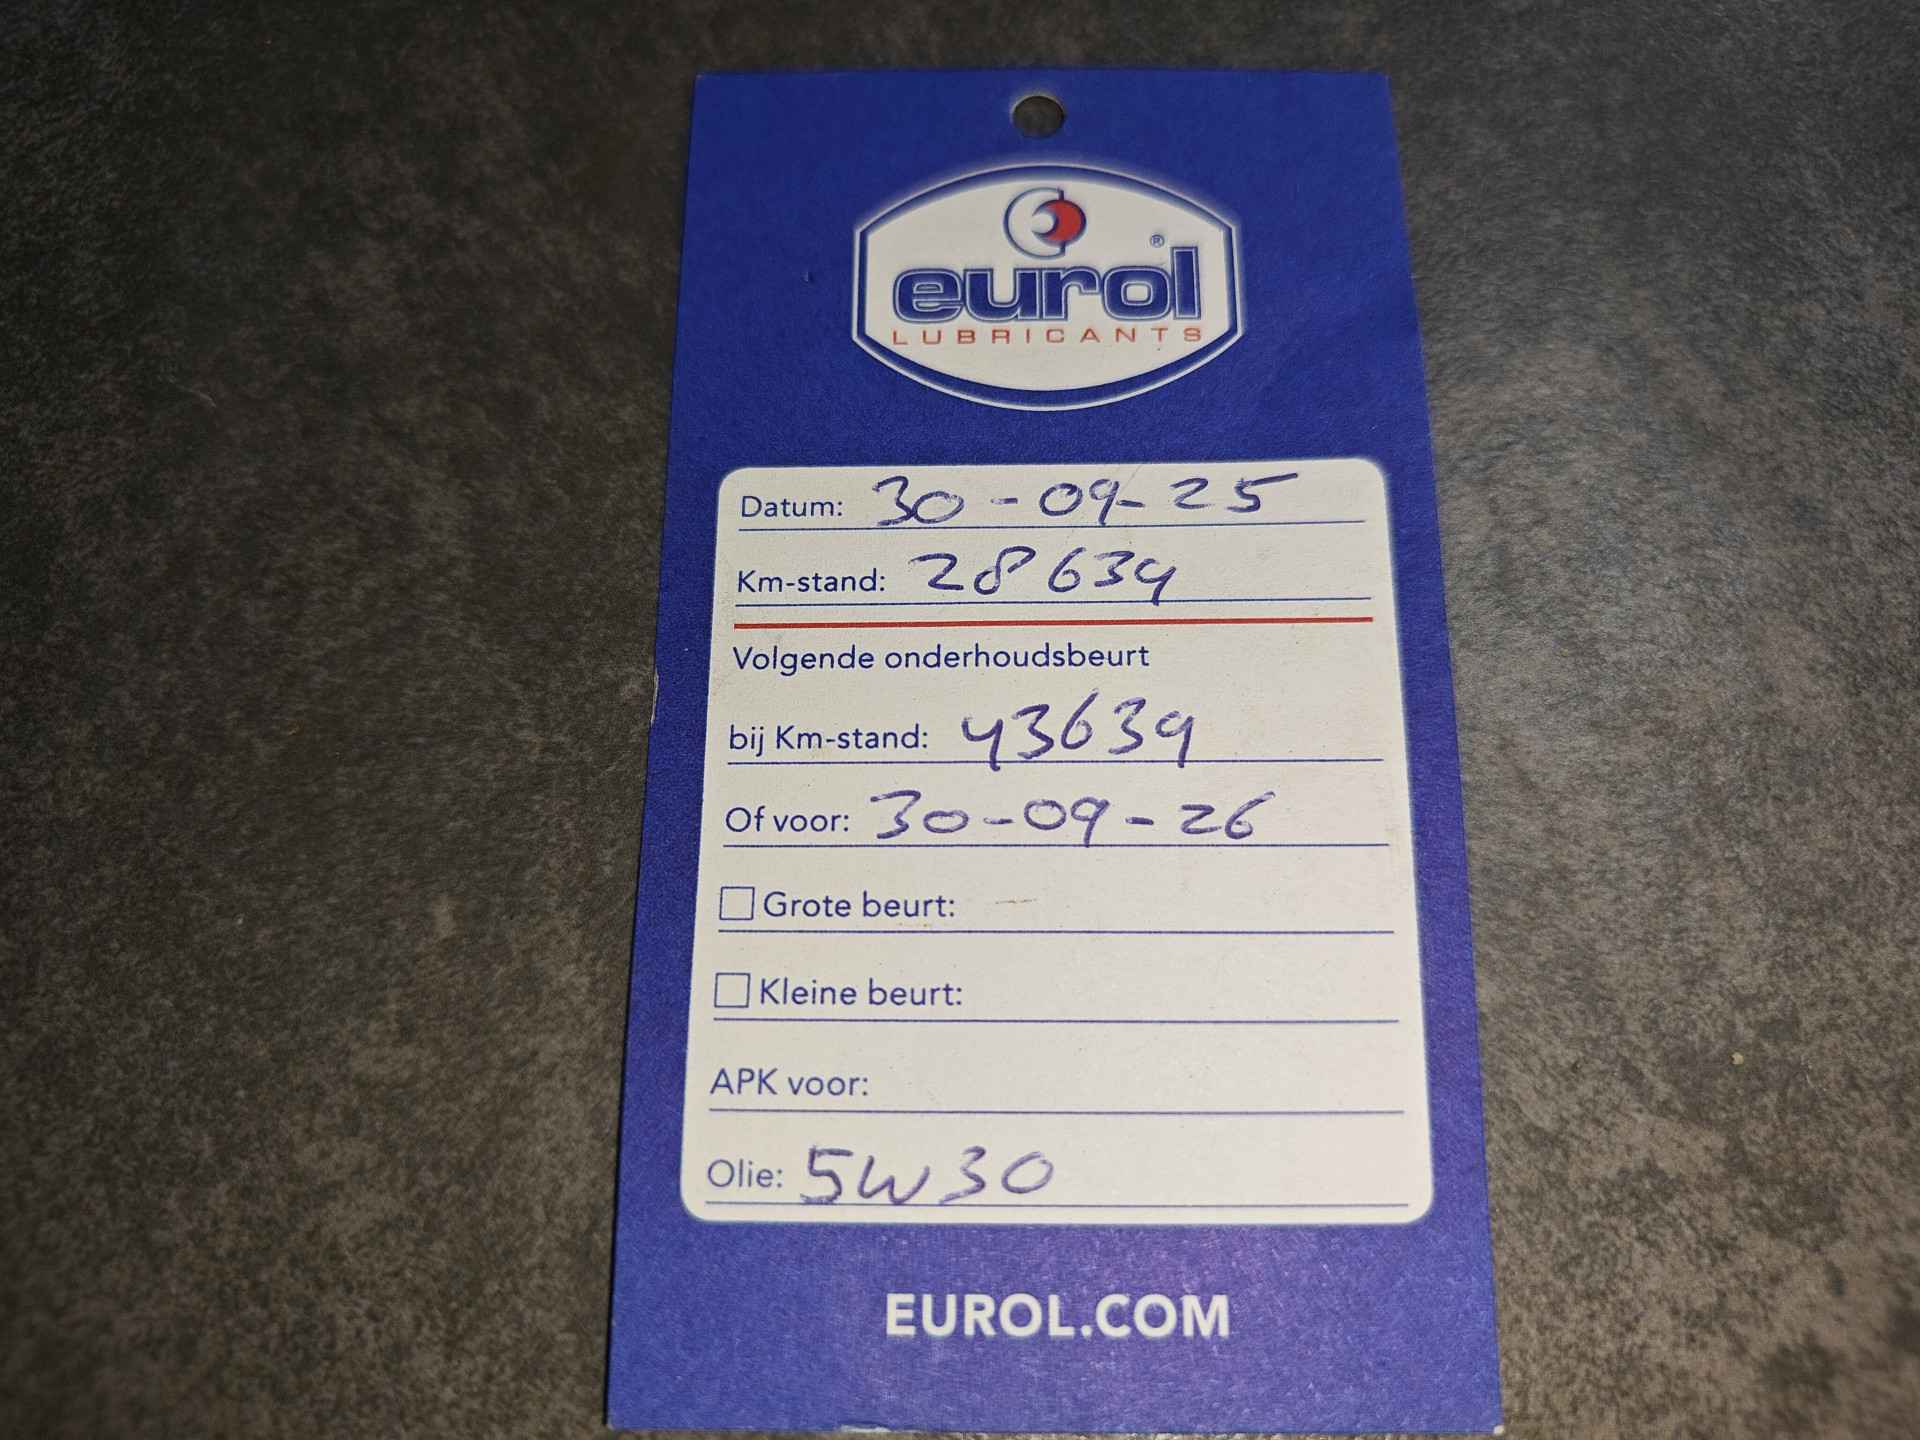 eurol®
LUBRICANTS
Datum: 30-09-25
Km-stand: 28639
Volgende onderhoudsbeurt
bij Km-stand: 43639
Of voor: 30-09-26
Grote beurt:
Kleine beurt:
APK voor:
Olie: 5W30
EUROL.COM